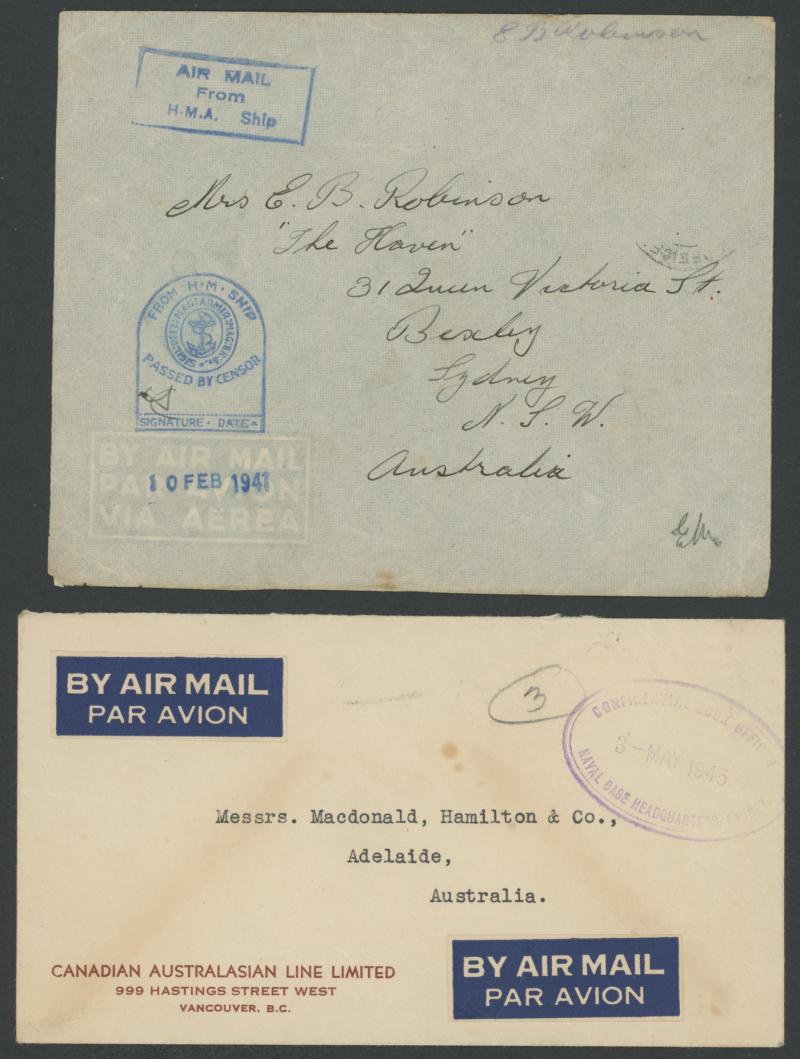 E B Robinson
AIR MAIL
From
H.M.A. Ship
Mrs E. B. Robinson
"The Haven"
31 Queen Victoria St.
Bexley
Sydney
N. S. W.
Australia
FROM H·M·SHIP
PASSED BY CENSOR
SIGNATURE · DATE
BY AIR MAIL
PAR AVION
VIA AEREA
10 FEB 1941
BY AIR MAIL
PAR AVION
3
CONFIDENTIAL BOOK OFFICER
3-MAY 1945
NAVAL BASE HEADQUARTERS, SYDNEY.
Messrs. Macdonald, Hamilton & Co.,
Adelaide,
Australia.
CANADIAN AUSTRALASIAN LINE LIMITED
999 HASTINGS STREET WEST
VANCOUVER, B.C.
BY AIR MAIL
PAR AVION